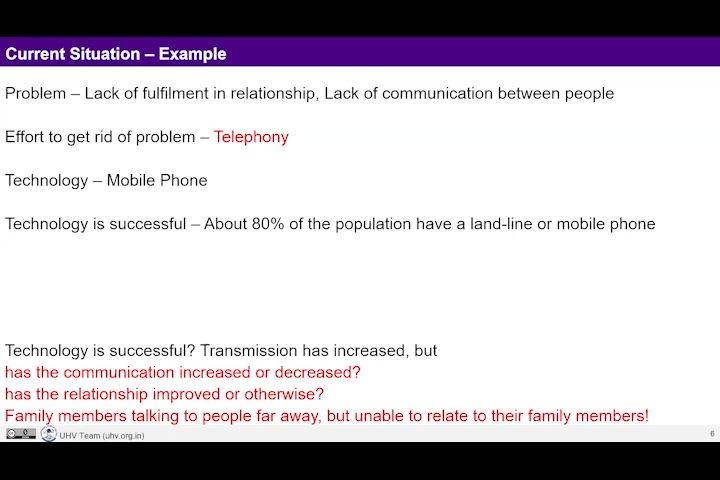 Current Situation – Example
Problem – Lack of fulfilment in relationship, Lack of communication between people
Effort to get rid of problem – Telephony
Technology – Mobile Phone
Technology is successful – About 80% of the population have a land-line or mobile phone
Technology is successful? Transmission has increased, but
has the communication increased or decreased?
has the relationship improved or otherwise?
Family members talking to people far away, but unable to relate to their family members!
UHV Team (uhv.org.in)
6